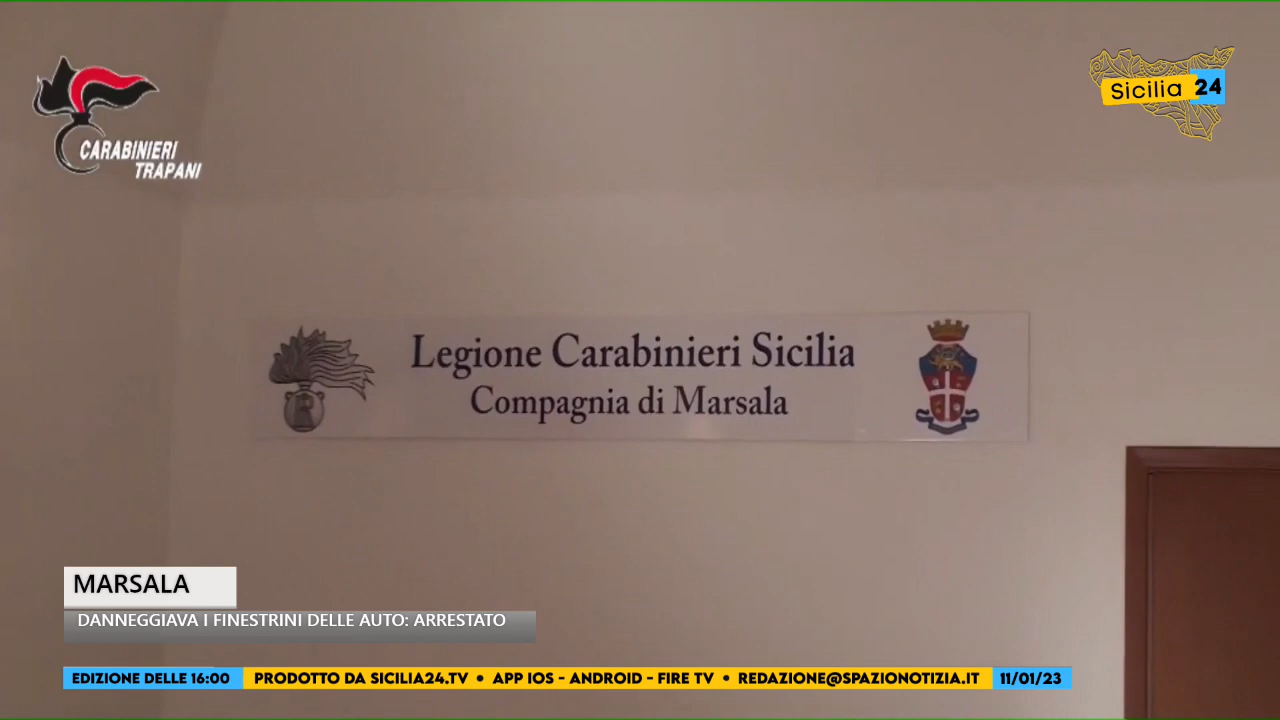 CARABINIERI
TRAPANI
Sicilia 24
Legione Carabinieri Sicilia
Compagnia di Marsala
MARSALA
DANNEGGIAVA I FINESTRINI DELLE AUTO: ARRESTATO
EDIZIONE DELLE 16:00 PRODOTTO DA SICILIA24.TV • APP IOS - ANDROID - FIRE TV • REDAZIONE@SPAZIONOTIZIA.IT 11/01/23